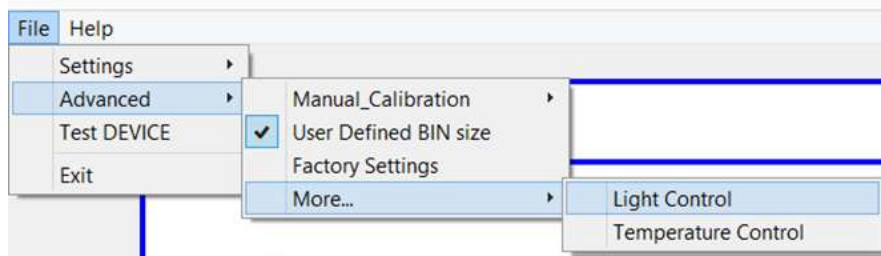 File Help
Settings
Advanced
Test DEVICE
Exit
Manual_Calibration
User Defined BIN size
Factory Settings
More...
Light Control
Temperature Control